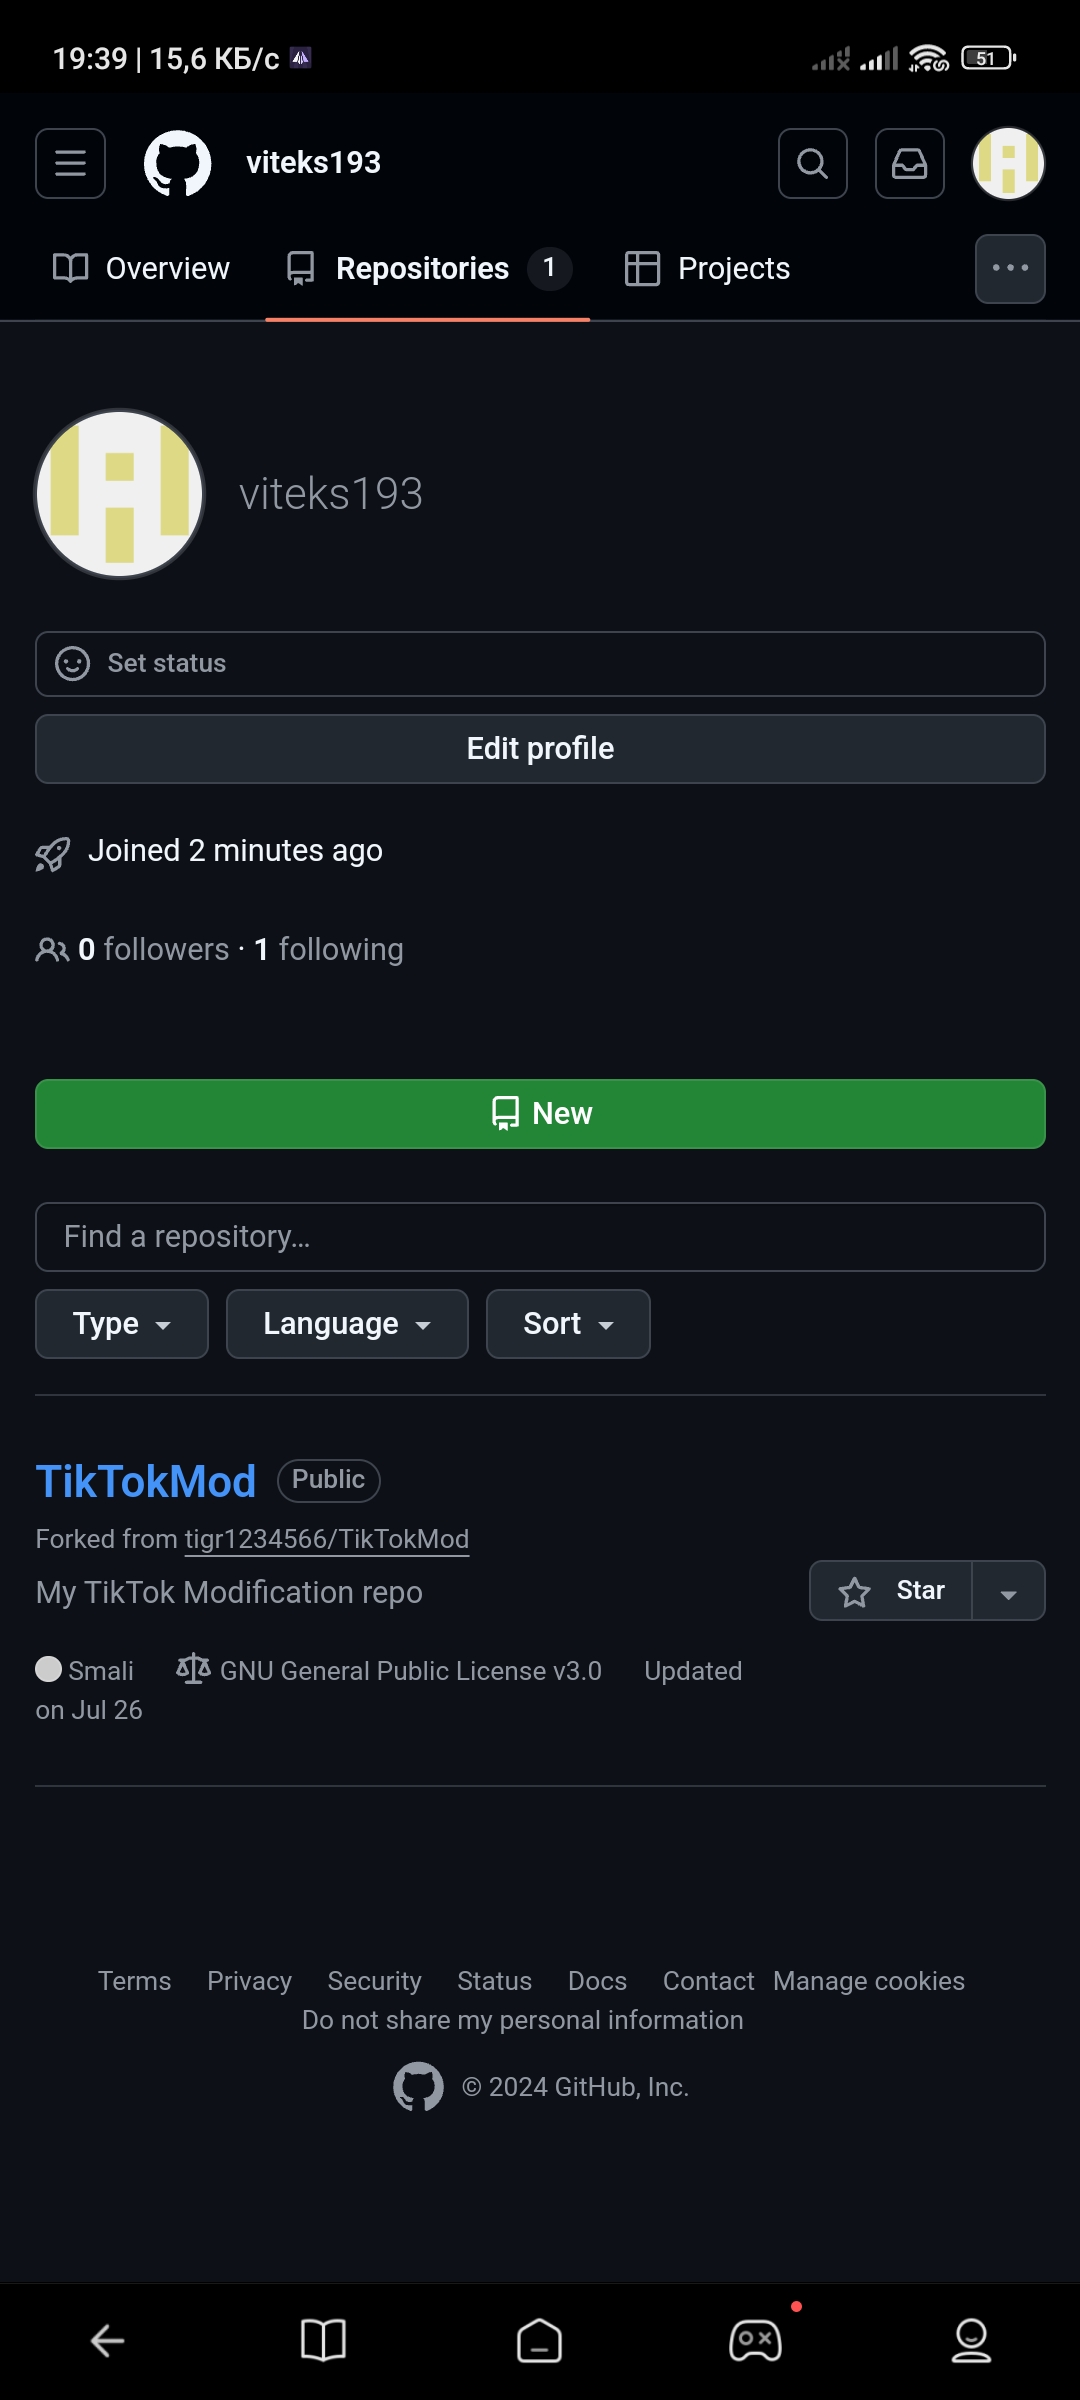 19:39 | 15,6 КБ/с
51
viteks193
Overview
Repositories 1
Projects
viteks193
Set status
Edit profile
Joined 2 minutes ago
0 followers · 1 following
New
Find a repository...
Type
Language
Sort
TikTokMod
Public
Forked from tigr1234566/TikTokMod
My TikTok Modification repo
Star
Smali GNU General Public License v3.0 Updated
on Jul 26
Terms Privacy Security Status Docs Contact Manage cookies
Do not share my personal information
© 2024 GitHub, Inc.